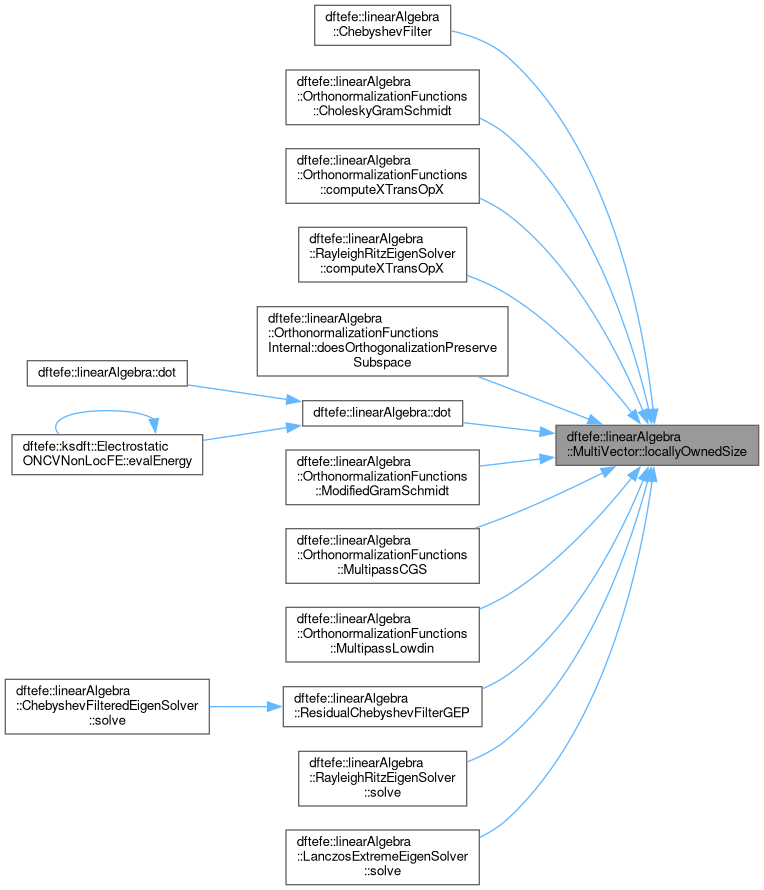 dftefe::linearAlgebra
::ChebyshevFilter
dftefe::linearAlgebra
::OrthonormalizationFunctions
::CholeskyGramSchmidt
dftefe::linearAlgebra
::OrthonormalizationFunctions
::computeXTransOpX
dftefe::linearAlgebra
::RayleighRitzEigenSolver
::computeXTransOpX
dftefe::linearAlgebra
::OrthonormalizationFunctions
Internal::doesOrthogonalizationPreserve
Subspace
dftefe::linearAlgebra::dot
dftefe::linearAlgebra::dot
dftefe::ksdft::Electrostatic
ONCVNonLocFE::evalEnergy
dftefe::linearAlgebra
::MultiVector::locallyOwnedSize
dftefe::linearAlgebra
::OrthonormalizationFunctions
::ModifiedGramSchmidt
dftefe::linearAlgebra
::OrthonormalizationFunctions
::MultipassCGS
dftefe::linearAlgebra
::OrthonormalizationFunctions
::MultipassLowdin
dftefe::linearAlgebra
::ChebyshevFilteredEigenSolver
::solve
dftefe::linearAlgebra
::ResidualChebyshevFilterGEP
dftefe::linearAlgebra
::RayleighRitzEigenSolver
::solve
dftefe::linearAlgebra
::LanczosExtremeEigenSolver
::solve